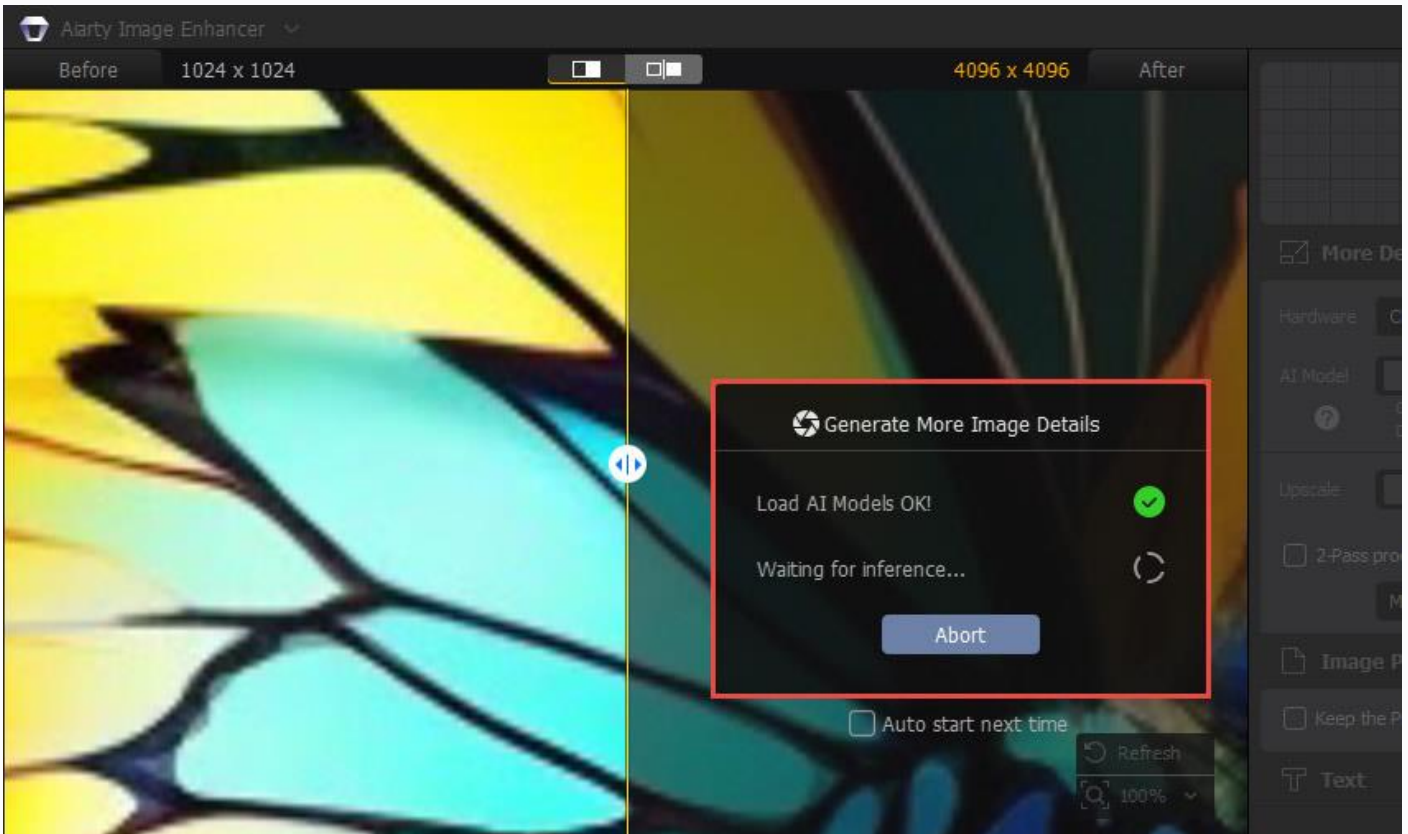 Aiarty Image Enhancer
Before 1024 x 1024 4096 x 4096 After
More De
Hardware C
AI Model
Upscale
2-Pass pro
M
Image P
Keep the P
Text
Generate More Image Details
Load AI Models OK!
Waiting for inference...
Abort
Auto start next time
Refresh
100%